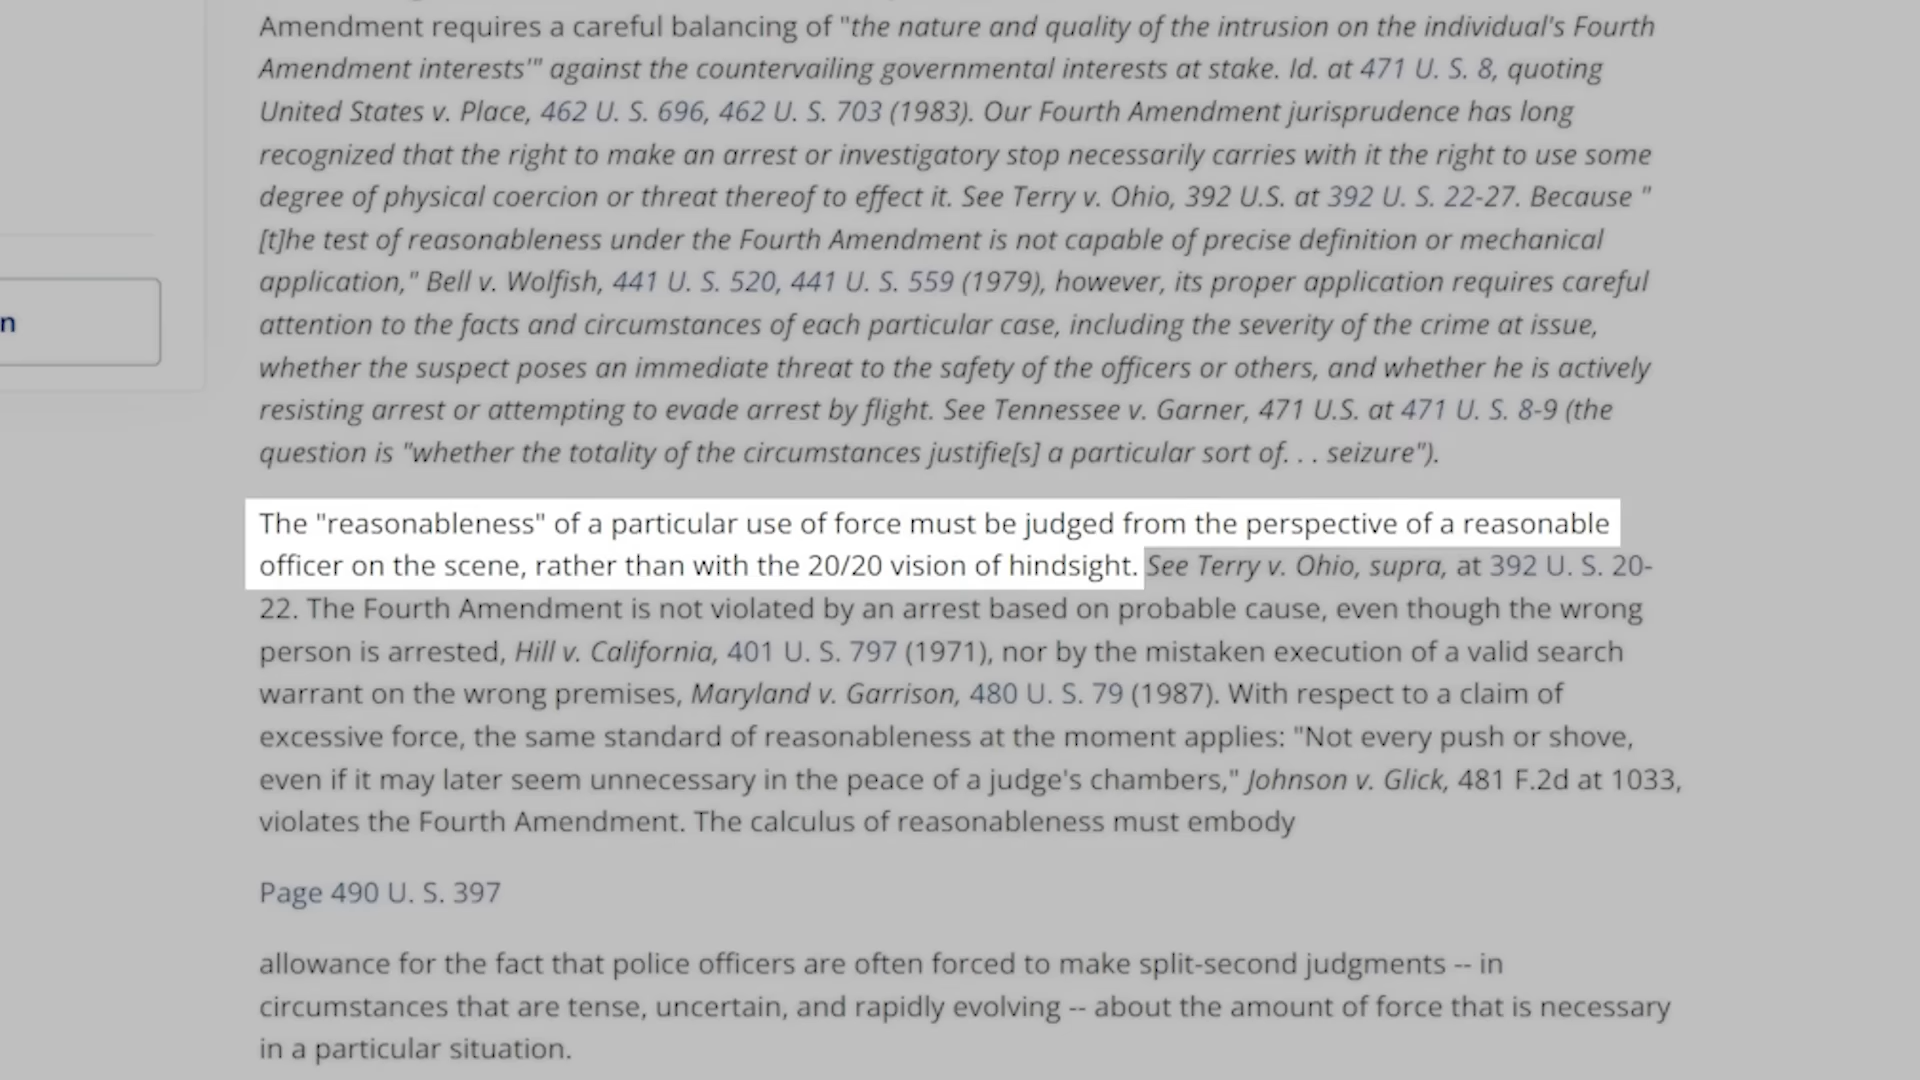 Amendment requires a careful balancing of "the nature and quality of the intrusion on the individual's Fourth
Amendment interests'" against the countervailing governmental interests at stake. Id. at 471 U. S. 8, quoting
United States v. Place, 462 U. S. 696, 462 U. S. 703 (1983). Our Fourth Amendment jurisprudence has long
recognized that the right to make an arrest or investigatory stop necessarily carries with it the right to use some
degree of physical coercion or threat thereof to effect it. See Terry v. Ohio, 392 U.S. at 392 U. S. 22-27. Because "
[t]he test of reasonableness under the Fourth Amendment is not capable of precise definition or mechanical
application," Bell v. Wolfish, 441 U. S. 520, 441 U. S. 559 (1979), however, its proper application requires careful
attention to the facts and circumstances of each particular case, including the severity of the crime at issue,
n
whether the suspect poses an immediate threat to the safety of the officers or others, and whether he is actively
resisting arrest or attempting to evade arrest by flight. See Tennessee v. Garner, 471 U.S. at 471 U. S. 8-9 (the
question is "whether the totality of the circumstances justifie[s] a particular sort of. . . seizure").
The "reasonableness" of a particular use of force must be judged from the perspective of a reasonable
officer on the scene, rather than with the 20/20 vision of hindsight. See Terry v. Ohio, supra, at 392 U. S. 20-
22. The Fourth Amendment is not violated by an arrest based on probable cause, even though the wrong
person is arrested, Hill v. California, 401 U. S. 797 (1971), nor by the mistaken execution of a valid search
warrant on the wrong premises, Maryland v. Garrison, 480 U. S. 79 (1987). With respect to a claim of
excessive force, the same standard of reasonableness at the moment applies: "Not every push or shove,
even if it may later seem unnecessary in the peace of a judge's chambers," Johnson v. Glick, 481 F.2d at 1033,
violates the Fourth Amendment. The calculus of reasonableness must embody
Page 490 U. S. 397
allowance for the fact that police officers are often forced to make split-second judgments -- in
circumstances that are tense, uncertain, and rapidly evolving -- about the amount of force that is necessary
in a particular situation.